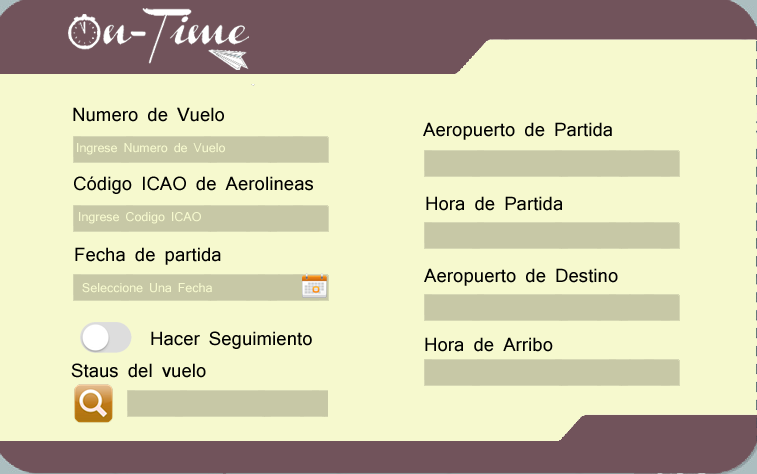 On-Time
Numero de Vuelo
Ingrese Numero de Vuelo
Código ICAO de Aerolineas
Ingrese Codigo ICAO
Fecha de partida
Seleccione Una Fecha
Hacer Seguimiento
Staus del vuelo
Aeropuerto de Partida
Hora de Partida
Aeropuerto de Destino
Hora de Arribo